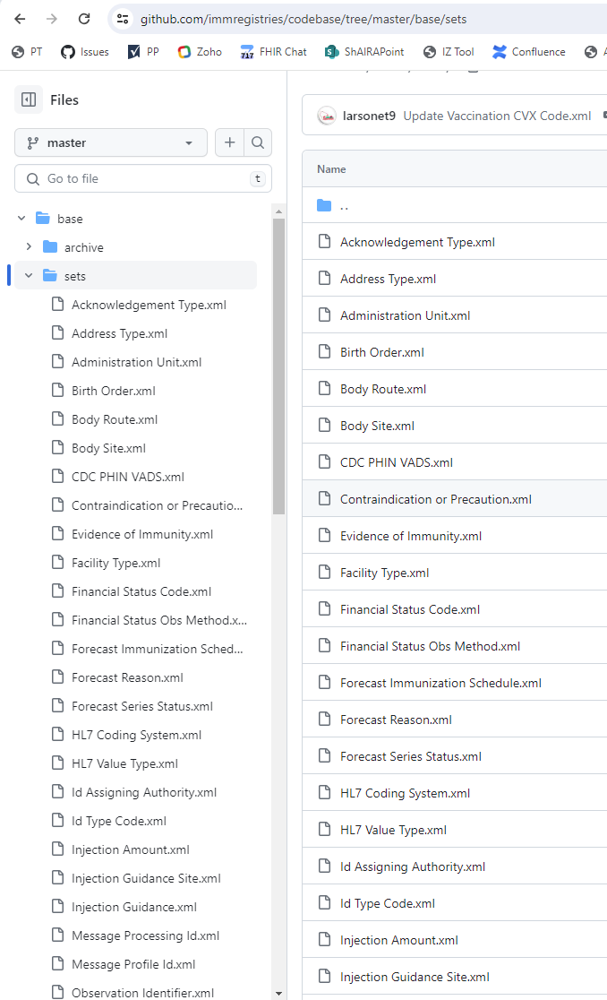 github.com/immregistries/codebase/tree/master/base/sets
PT Issues PP Zoho FHIR Chat ShAIRAPoint IZ Tool Confluence
Files
master
Go to file t
base
archive
sets
Acknowledgement Type.xml
Address Type.xml
Administration Unit.xml
Birth Order.xml
Body Route.xml
Body Site.xml
CDC PHIN VADS.xml
Contraindication or Precautio...
Evidence of Immunity.xml
Facility Type.xml
Financial Status Code.xml
Financial Status Obs Method.x...
Forecast Immunization Sched...
Forecast Reason.xml
Forecast Series Status.xml
HL7 Coding System.xml
HL7 Value Type.xml
Id Assigning Authority.xml
Id Type Code.xml
Injection Amount.xml
Injection Guidance Site.xml
Injection Guidance.xml
Message Processing Id.xml
Message Profile Id.xml
Observation Identifier.xml
larsonet9 Update Vaccination CVX Code.xml
Name
..
Acknowledgement Type.xml
Address Type.xml
Administration Unit.xml
Birth Order.xml
Body Route.xml
Body Site.xml
CDC PHIN VADS.xml
Contraindication or Precaution.xml
Evidence of Immunity.xml
Facility Type.xml
Financial Status Code.xml
Financial Status Obs Method.xml
Forecast Immunization Schedule.xml
Forecast Reason.xml
Forecast Series Status.xml
HL7 Coding System.xml
HL7 Value Type.xml
Id Assigning Authority.xml
Id Type Code.xml
Injection Amount.xml
Injection Guidance Site.xml